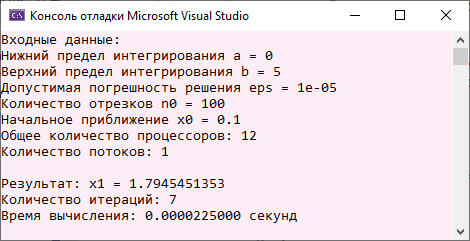 Консоль отладки Microsoft Visual Studio
Входные данные:
Нижний предел интегрирования a = 0
Верхний предел интегрирования b = 5
Допустимая погрешность решения eps = 1e-05
Количество отрезков n0 = 100
Начальное приближение x0 = 0.1
Общее количество процессоров: 12
Количество потоков: 1
Результат: x1 = 1.7945451353
Количество итераций: 7
Время вычисления: 0.0000225000 секунд